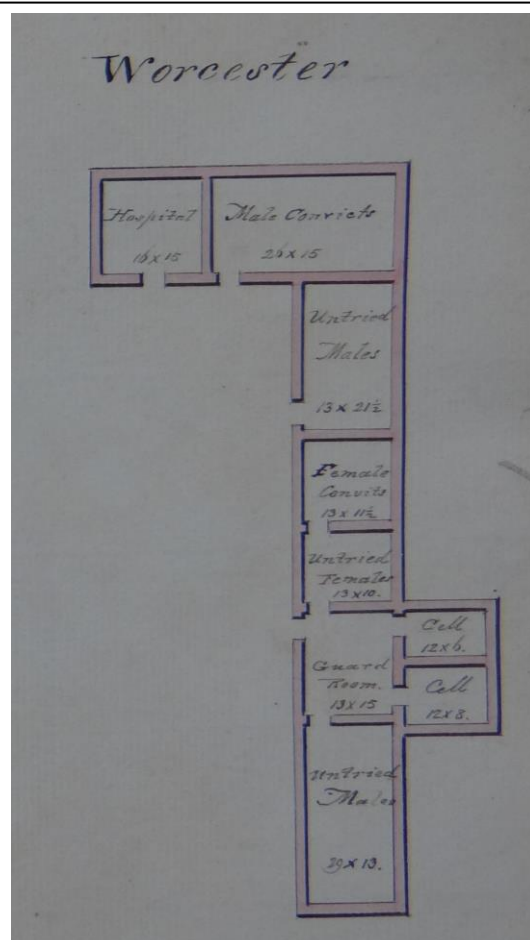 Worcester
Hospital
16 x 15
Male Convicts
26 x 15
Untried
Males
13 x 21½
Female
Convits
13 x 11½
Untried
Females
13 x 10.
Cell
12 x 6.
Guard
Room.
13 x 15
Cell
12 x 8.
Untried
Males
29 x 13.